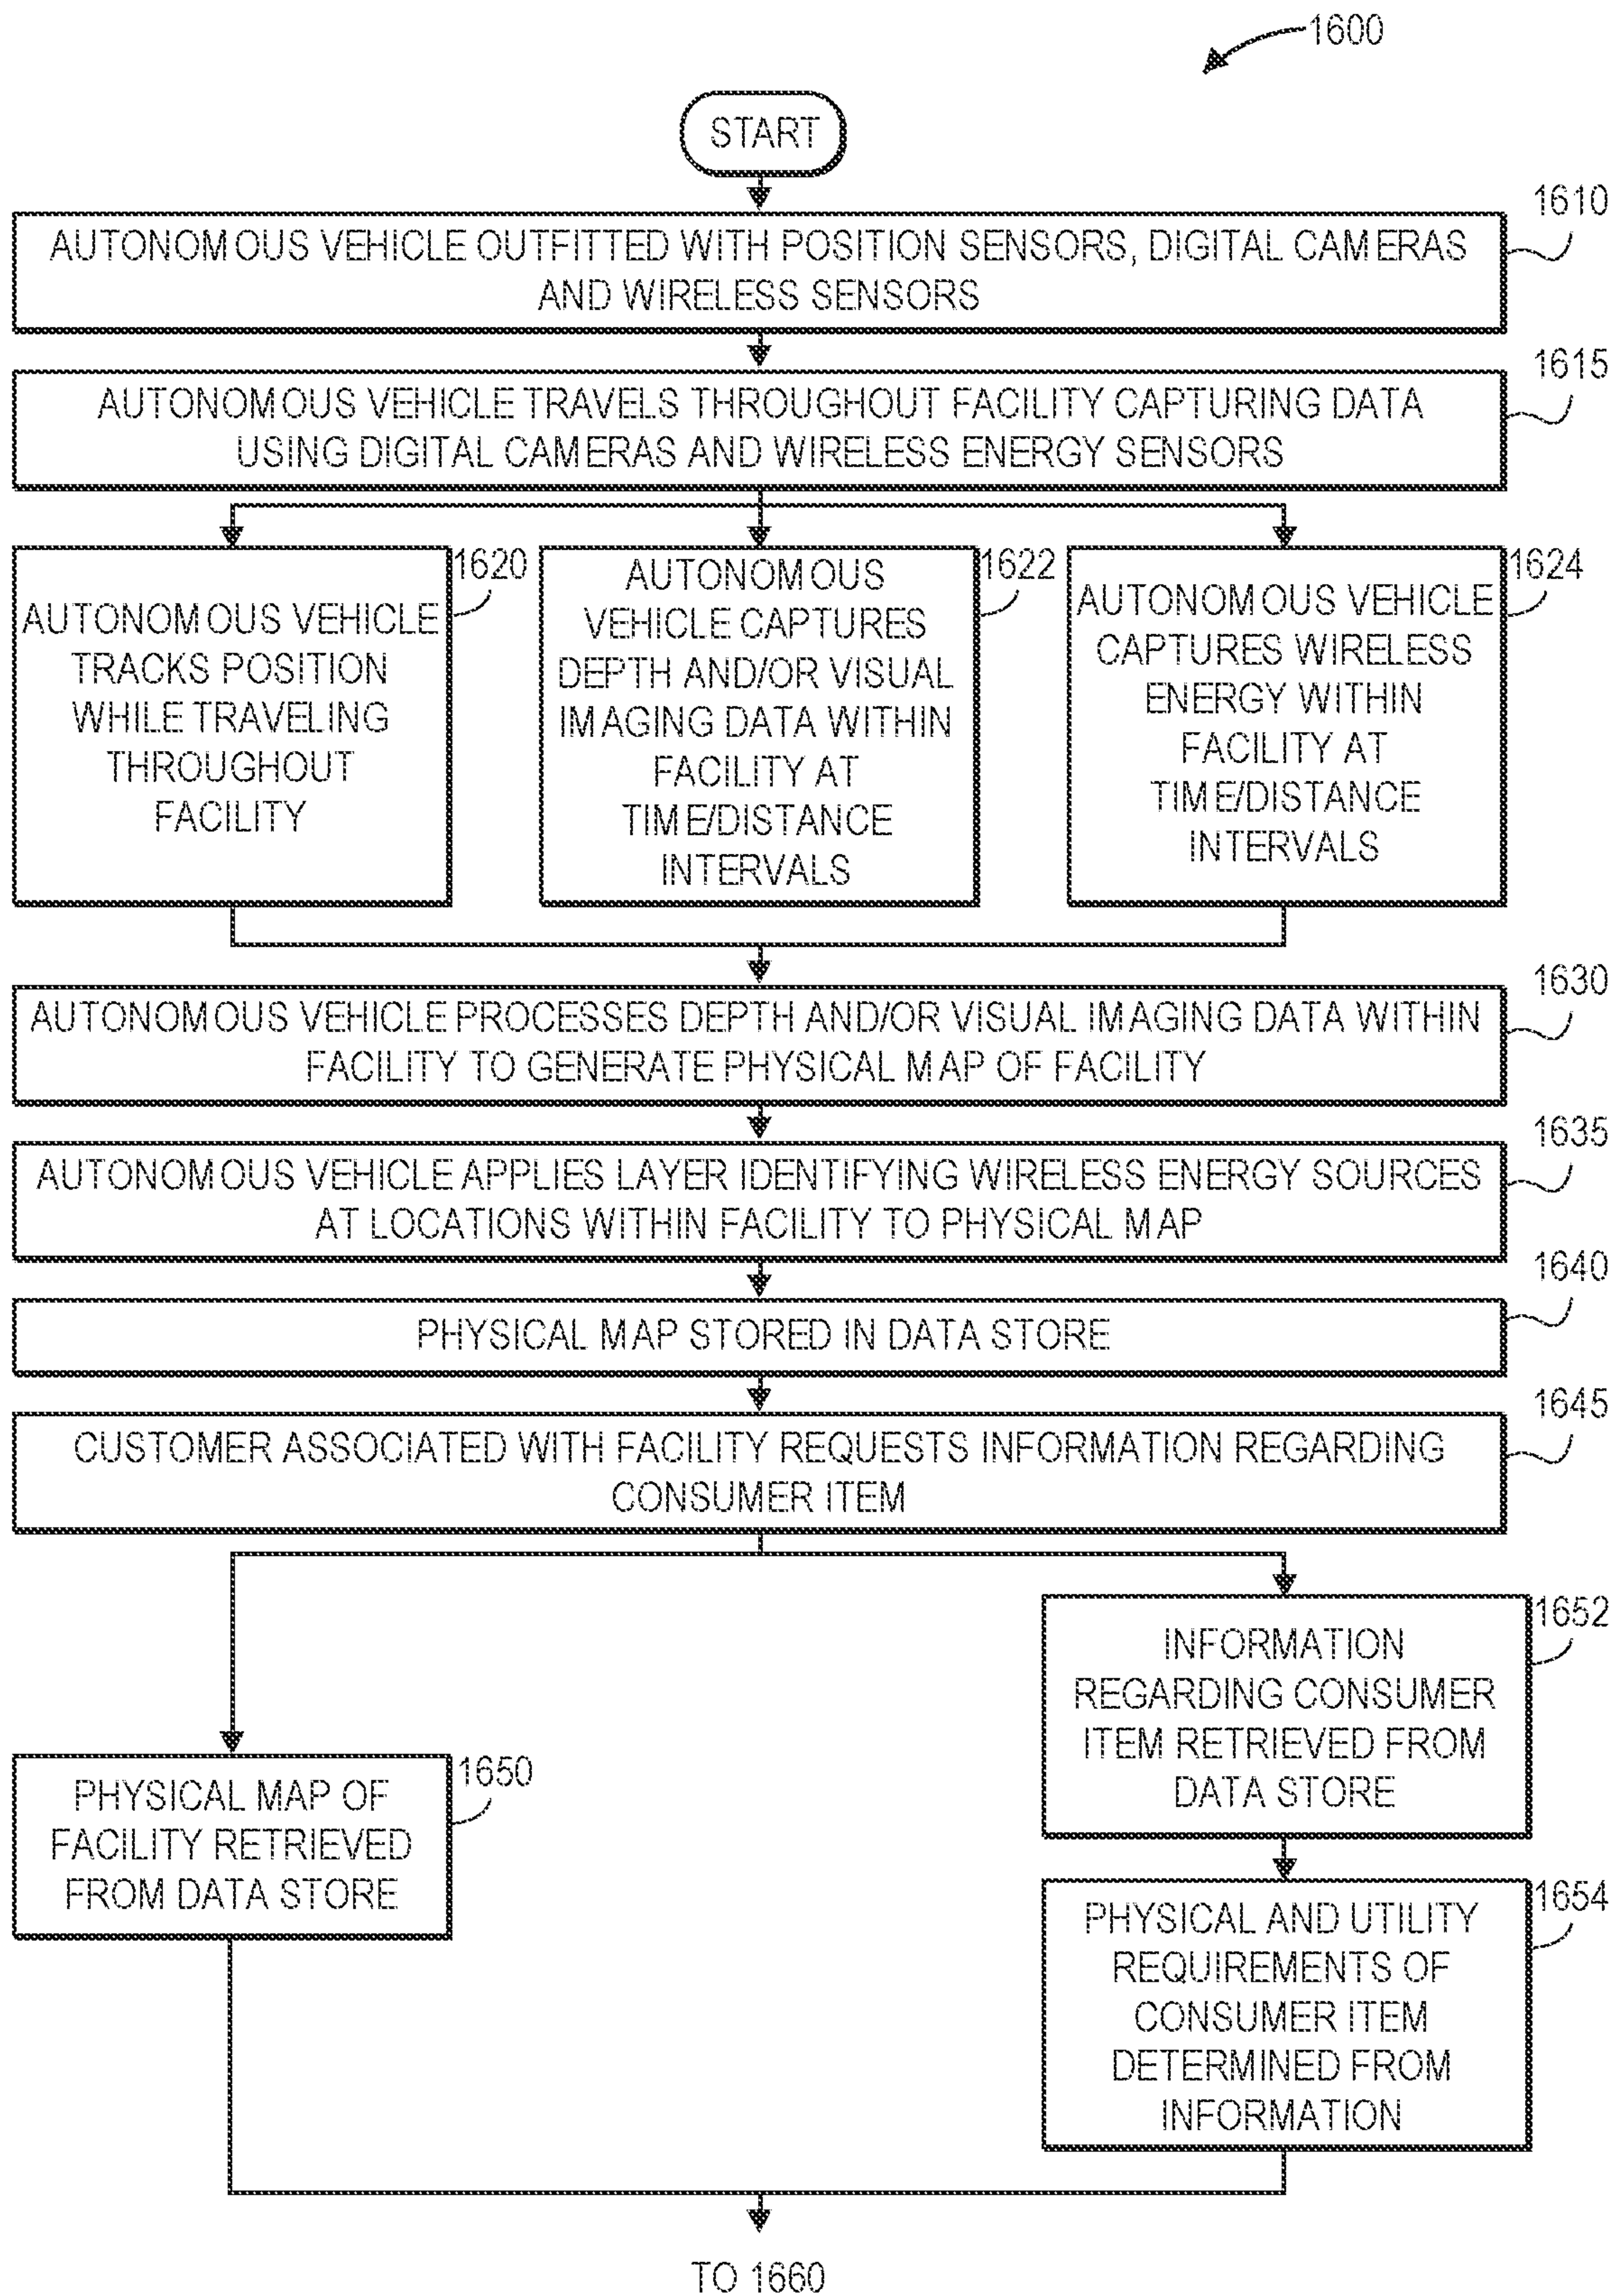 1600
START
1610
AUTONOMOUS VEHICLE OUTFITTED WITH POSITION SENSORS, DIGITAL CAMERAS
AND WIRELESS SENSORS
1615
AUTONOMOUS VEHICLE TRAVELS THROUGHOUT FACILITY CAPTURING DATA
USING DIGITAL CAMERAS AND WIRELESS ENERGY SENSORS
1620
AUTONOMOUS VEHICLE
TRACKS POSITION
WHILE TRAVELING
THROUGHOUT
FACILITY
1622
AUTONOMOUS
VEHICLE CAPTURES
DEPTH AND/OR VISUAL
IMAGING DATA WITHIN
FACILITY AT
TIME/DISTANCE
INTERVALS
1624
AUTONOMOUS VEHICLE
CAPTURES WIRELESS
ENERGY WITHIN
FACILITY AT
TIME/DISTANCE
INTERVALS
1630
AUTONOMOUS VEHICLE PROCESSES DEPTH AND/OR VISUAL IMAGING DATA WITHIN
FACILITY TO GENERATE PHYSICAL MAP OF FACILITY
1635
AUTONOMOUS VEHICLE APPLIES LAYER IDENTIFYING WIRELESS ENERGY SOURCES
AT LOCATIONS WITHIN FACILITY TO PHYSICAL MAP
1640
PHYSICAL MAP STORED IN DATA STORE
1645
CUSTOMER ASSOCIATED WITH FACILITY REQUESTS INFORMATION REGARDING
CONSUMER ITEM
1650
PHYSICAL MAP OF
FACILITY RETRIEVED
FROM DATA STORE
1652
INFORMATION
REGARDING CONSUMER
ITEM RETRIEVED FROM
DATA STORE
1654
PHYSICAL AND UTILITY
REQUIREMENTS OF
CONSUMER ITEM
DETERMINED FROM
INFORMATION
TO 1660